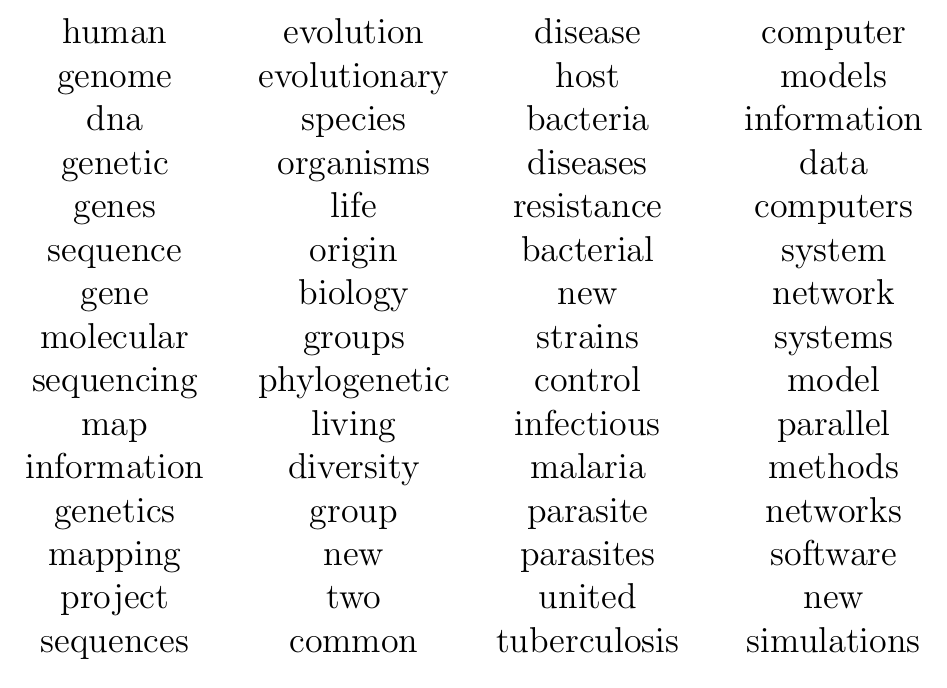 human evolution disease computer
genome evolutionary host models
dna species bacteria information
genetic organisms diseases data
genes life resistance computers
sequence origin bacterial system
gene biology new network
molecular groups strains systems
sequencing phylogenetic control model
map living infectious parallel
information diversity malaria methods
genetics group parasite networks
mapping new parasites software
project two united new
sequences common tuberculosis simulations